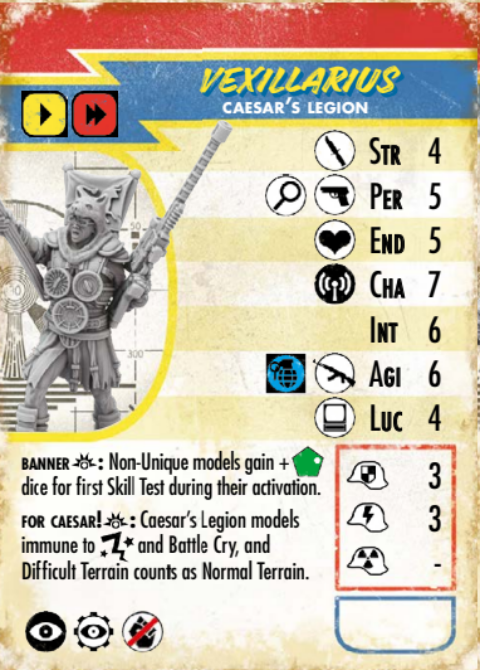 VEXILLARIUS
CAESAR'S LEGION
STR 4
PER 5
END 5
CHA 7
INT 6
AGI 6
LUC 4
50
300
BANNER : Non-Unique models gain +
dice for first Skill Test during their activation.
FOR CAESAR! : Caesar's Legion models
immune to and Battle Cry, and
Difficult Terrain counts as Normal Terrain.
3
3
-